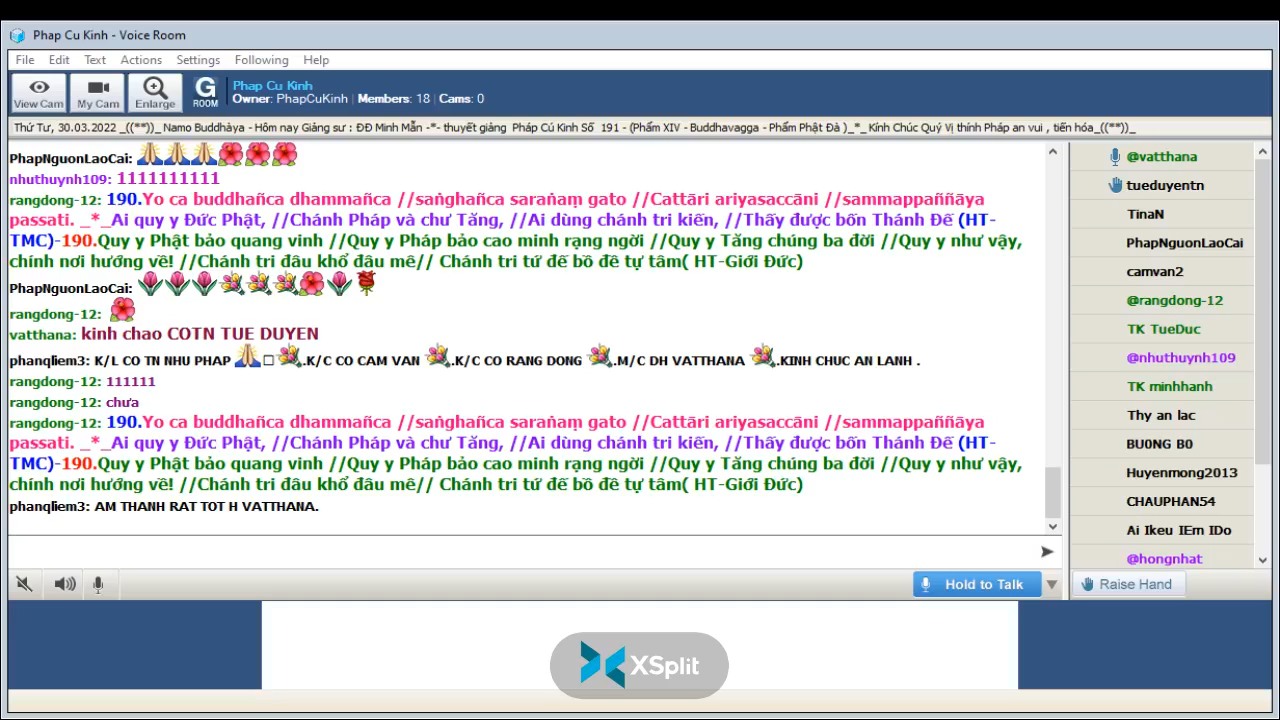 Phap Cu Kinh - Voice Room
File Edit Text Actions Settings Following Help
View Cam
My Cam
Enlarge
G
ROOM
Phap Cu Kinh
Owner: PhapCuKinh | Members: 18 | Cams: 0
Thứ Tư, 30.03.2022 _((**))_ Namo Buddhàya - Hôm nay Giảng sư : ĐĐ Minh Mẫn -*- thuyết giảng Pháp Cú Kinh Số 191 - (Phẩm XIV - Buddhavagga - Phẩm Phật Đà )_*_ Kính Chúc Quý Vị thính Pháp an vui , tiến hóa_((**))_
PhapNguonLaoCai:
nhuthuynh109: 1111111111
rangdong-12: 190.Yo ca buddhañca dhammañca //saṅghañca saraṇaṃ gato //Cattāri ariyasaccāni //sammappaññāya
passati. _*_Ai quy y Đức Phật, //Chánh Pháp và chư Tăng, //Ai dùng chánh tri kiến, //Thấy được bốn Thánh Đế (HT-
TMC)-190.Quy y Phật bảo quang vinh //Quy y Pháp bảo cao minh rạng ngời //Quy y Tăng chúng ba đời //Quy y như vậy,
chính nơi hướng về! //Chánh tri đâu khổ đâu mê// Chánh tri tứ đế bồ đề tự tâm( HT-Giới Đức)
PhapNguonLaoCai:
rangdong-12:
vatthana: kinh chao COTN TUE DUYEN
phanqliem3: K/L CO TN NHU PHAP □ .K/C CO CAM VAN .K/C CO RANG DONG .M/C DH VATTHANA .KINH CHUC AN LANH .
rangdong-12: 111111
rangdong-12: chưa
rangdong-12: 190.Yo ca buddhañca dhammañca //saṅghañca saraṇaṃ gato //Cattāri ariyasaccāni //sammappaññāya
passati. _*_Ai quy y Đức Phật, //Chánh Pháp và chư Tăng, //Ai dùng chánh tri kiến, //Thấy được bốn Thánh Đế (HT-
TMC)-190.Quy y Phật bảo quang vinh //Quy y Pháp bảo cao minh rạng ngời //Quy y Tăng chúng ba đời //Quy y như vậy,
chính nơi hướng về! //Chánh tri đâu khổ đâu mê// Chánh tri tứ đế bồ đề tự tâm( HT-Giới Đức)
phanqliem3: AM THANH RAT TOT H VATTHANA.
Hold to Talk
@vatthana
tueduyentn
TinaN
PhapNguonLaoCai
camvan2
@rangdong-12
TK TueDuc
@nhuthuynh109
TK minhhanh
Thy an lac
BU0NG B0
Huyenmong2013
CHAUPHAN54
Ai Ikeu IEm IDo
@hongnhat
Raise Hand
XSplit